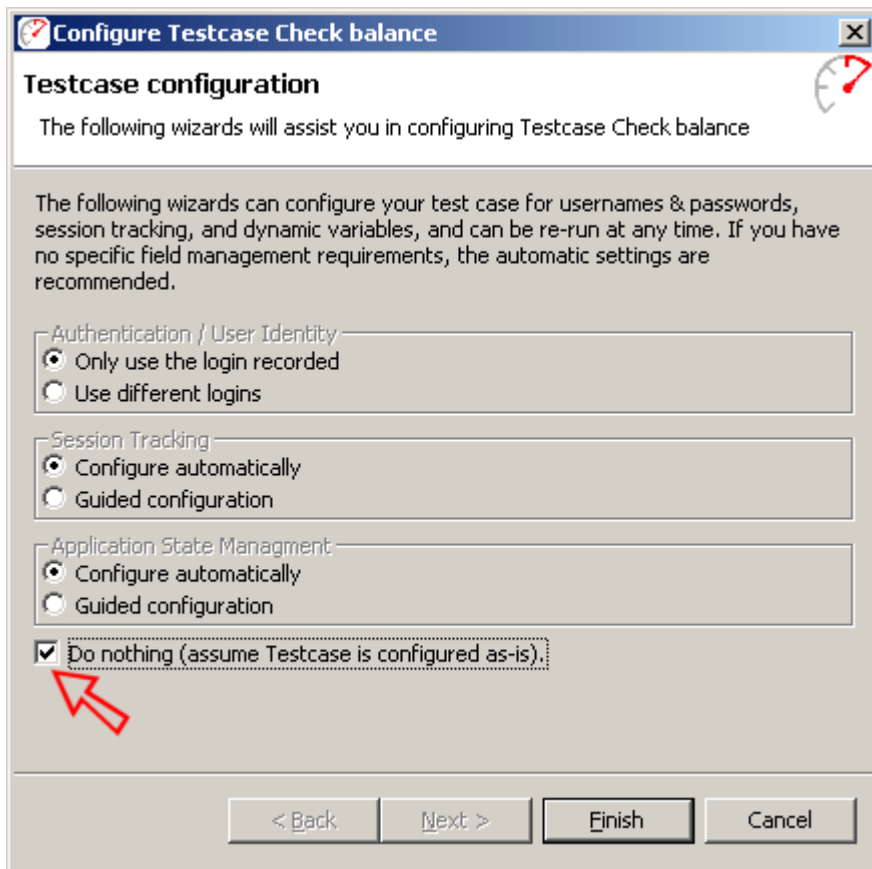 Configure Testcase Check balance
Testcase configuration
The following wizards will assist you in configuring Testcase Check balance
The following wizards can configure your test case for usernames & passwords,
session tracking, and dynamic variables, and can be re-run at any time. If you have
no specific field management requirements, the automatic settings are
recommended.
Authentication / User Identity
Only use the login recorded
Use different logins
Session Tracking
Configure automatically
Guided configuration
Application State Managment
Configure automatically
Guided configuration
Do nothing (assume Testcase is configured as-is).
< Back
Next >
Finish
Cancel